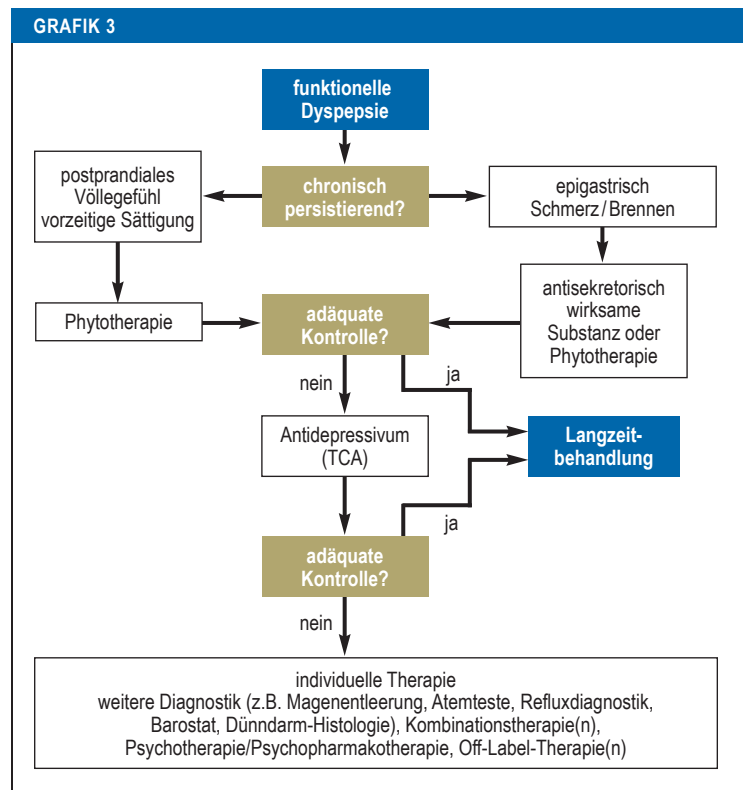 GRAFIK 3
funktionelle
Dyspepsie
postprandiales
Völlegefühl
vorzeitige Sättigung
chronisch
persistierend?
epigastrisch
Schmerz/Brennen
Phytotherapie
adäquate
Kontrolle?
antisekretorisch
wirksame
Substanz oder
Phytotherapie
nein
ja
Antidepressivum
(TCA)
Langzeit-
behandlung
ja
adäquate
Kontrolle?
nein
individuelle Therapie
weitere Diagnostik (z.B. Magenentleerung, Atemteste, Refluxdiagnostik,
Barostat, Dünndarm-Histologie), Kombinationstherapie(n),
Psychotherapie/Psychopharmakotherapie, Off-Label-Therapie(n)